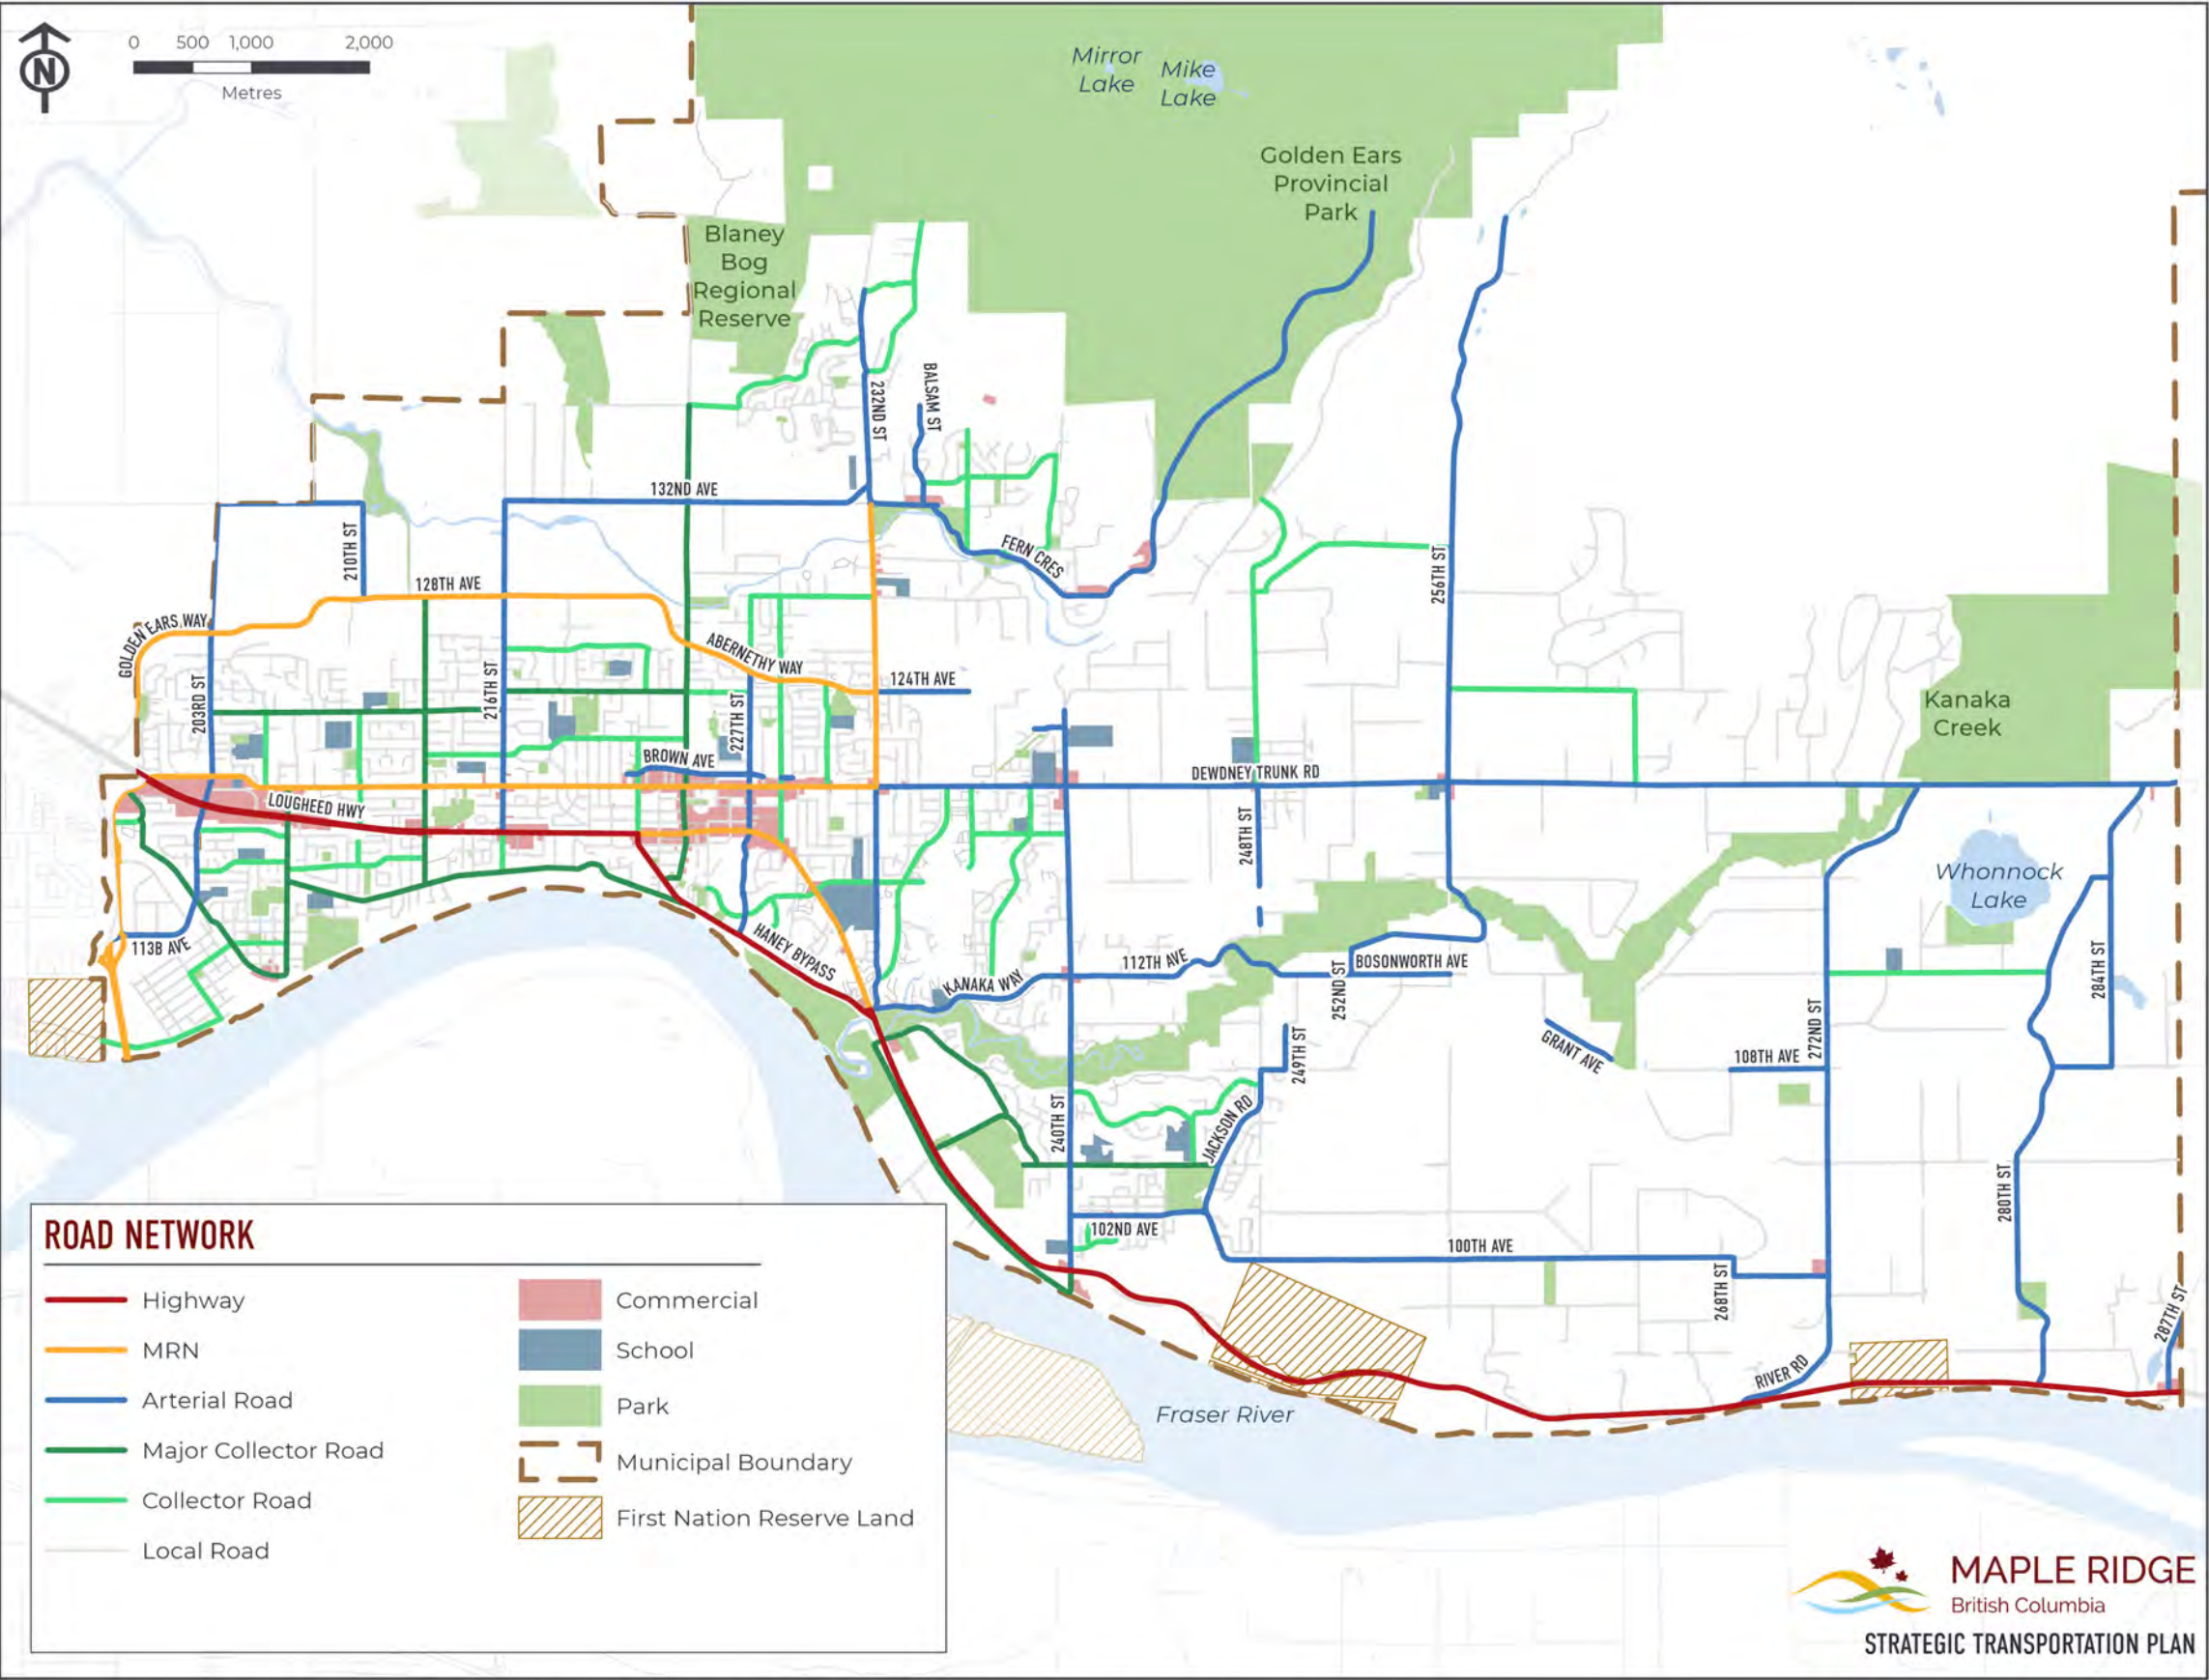 N
0 500 1,000 2,000
Metres
Mirror
Lake
Mike
Lake
Golden Ears
Provincial
Park
Blaney
Bog
Regional
Reserve
BALSAM ST
232ND ST
132ND AVE
210TH ST
FERN CRES
256TH ST
128TH AVE
GOLDEN EARS WAY
ABERNETHY WAY
124TH AVE
216TH ST
203RD ST
227TH ST
Kanaka
Creek
BROWN AVE
DEWDNEY TRUNK RD
LOUGHEED HWY
248TH ST
Whonnock
Lake
113B AVE
HANEY BYPASS
KANAKA WAY
112TH AVE
252ND ST
BOSONWORTH AVE
284TH ST
272ND ST
249TH ST
GRANT AVE
108TH AVE
240TH ST
JACKSON RD
280TH ST
102ND AVE
100TH AVE
268TH ST
287TH ST
RIVER RD
Fraser River
ROAD NETWORK
Highway
MRN
Arterial Road
Major Collector Road
Collector Road
Local Road
Commercial
School
Park
Municipal Boundary
First Nation Reserve Land
MAPLE RIDGE
British Columbia
STRATEGIC TRANSPORTATION PLAN